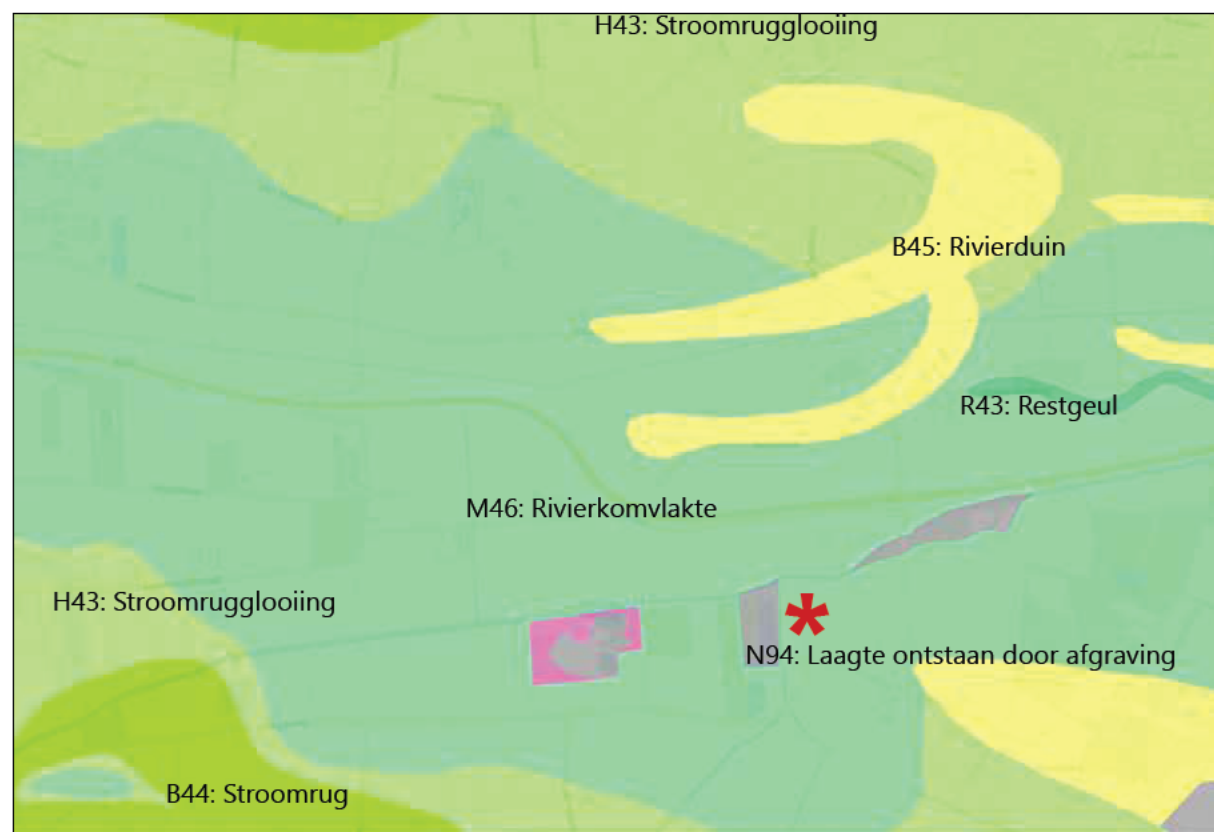 H43: Stroomrugglooiing
B45: Rivierduin
R43: Restgeul
M46: Rivierkomvlakte
H43: Stroomrugglooiing
*
N94: Laagte ontstaan door afgraving
B44: Stroomrug